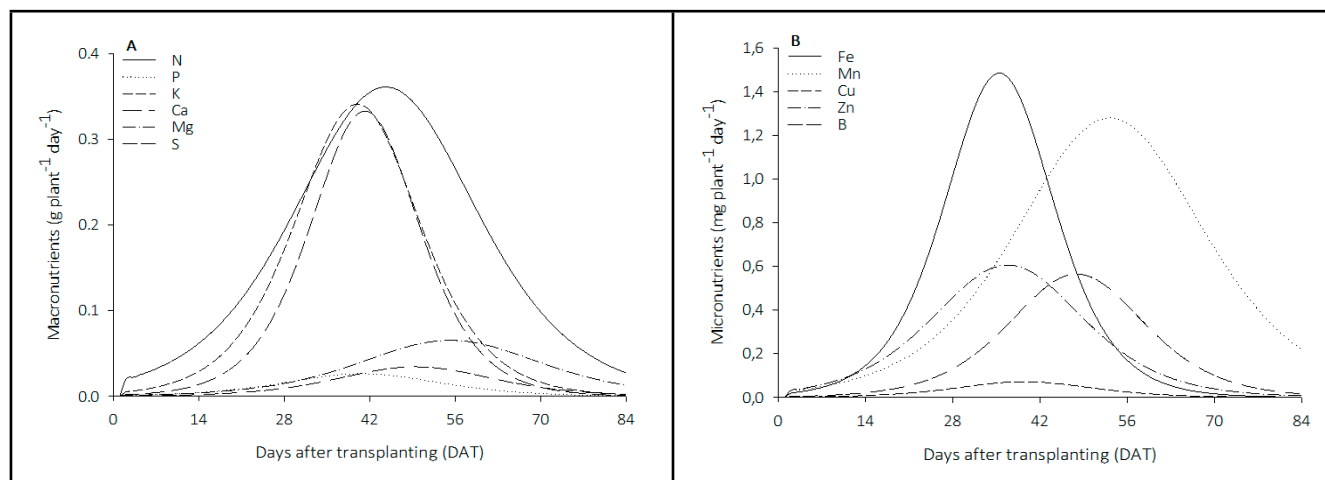 A
N
P
K
Ca
Mg
S
Macronutrients (g plant⁻¹ day⁻¹)
0.4
0.3
0.2
0.1
0.0
0 14 28 42 56 70 84
Days after transplanting (DAT)
B
Fe
Mn
Cu
Zn
B
Micronutrients (mg plant⁻¹ day⁻¹)
1,6
1,4
1,2
1,0
0,8
0,6
0,4
0,2
0,0
0 14 28 42 56 70 84
Days after transplanting (DAT)